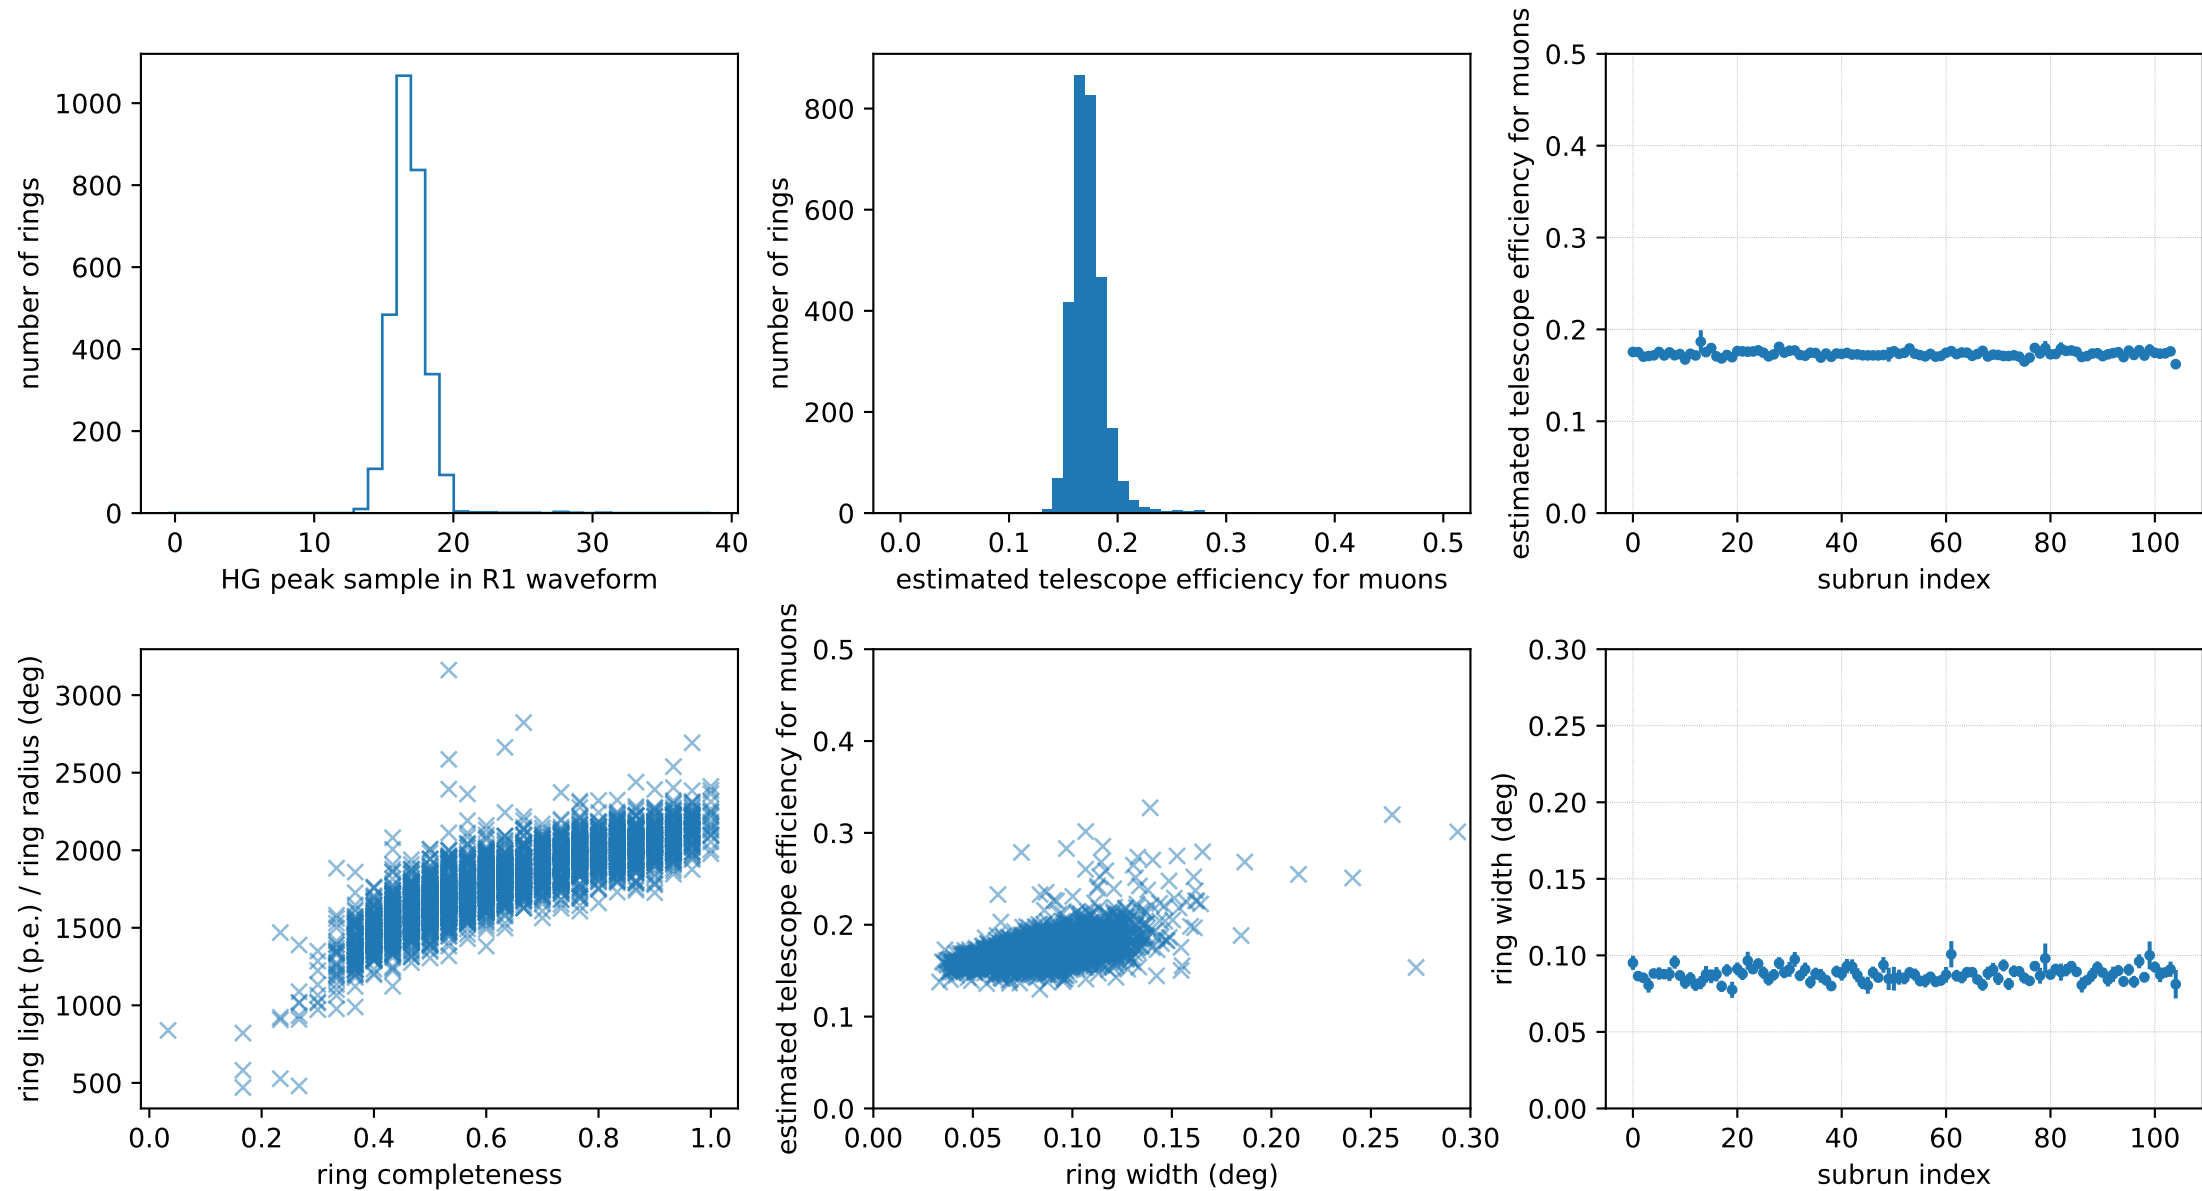 number of rings
1000
800
600
400
200
0
0 10 20 30 40
HG peak sample in R1 waveform
number of rings
800
600
400
200
0
0.0 0.1 0.2 0.3 0.4 0.5
estimated telescope efficiency for muons
estimated telescope efficiency for muons
0.5
0.4
0.3
0.2
0.1
0.0
0 20 40 60 80 100
subrun index
ring light (p.e.) / ring radius (deg)
3000
2500
2000
1500
1000
500
0.0 0.2 0.4 0.6 0.8 1.0
ring completeness
estimated telescope efficiency for muons
0.5
0.4
0.3
0.2
0.1
0.0
0.00 0.05 0.10 0.15 0.20 0.25 0.30
ring width (deg)
ring width (deg)
0.30
0.25
0.20
0.15
0.10
0.05
0.00
0 20 40 60 80 100
subrun index